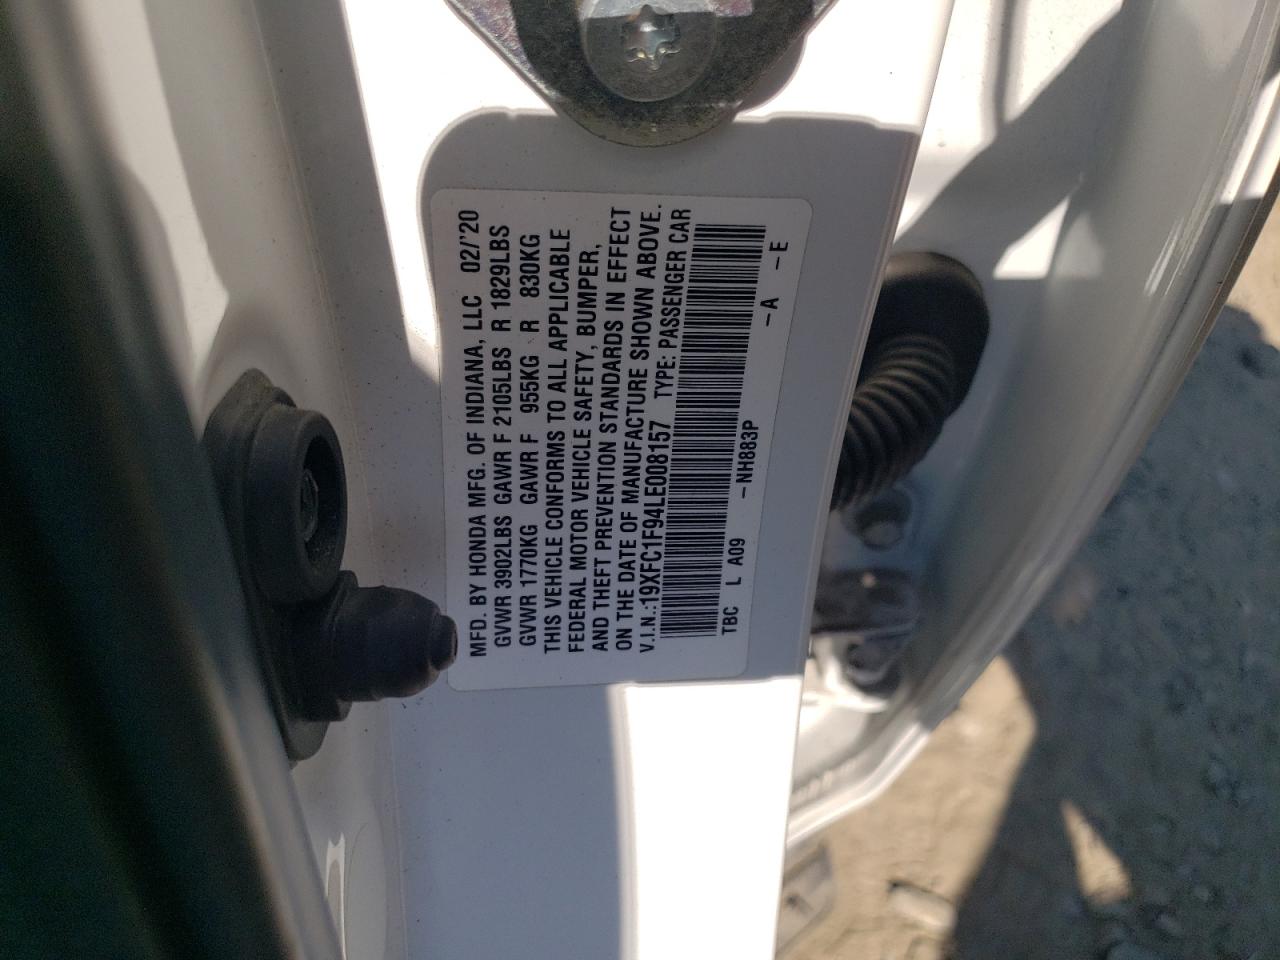 MFD. BY HONDA MFG. OF INDIANA, LLC 02/'20
GVWR 3902LBS GAWR F 2105LBS R 1829LBS
GVWR 1770KG GAWR F 955KG R 830KG
THIS VEHICLE CONFORMS TO ALL APPLICABLE
FEDERAL MOTOR VEHICLE SAFETY, BUMPER,
AND THEFT PREVENTION STANDARDS IN EFFECT
ON THE DATE OF MANUFACTURE SHOWN ABOVE.
V.I.N.:19XFC1F94LE008157 TYPE: PASSENGER CAR
TBC L A09 -NH883P -A -E